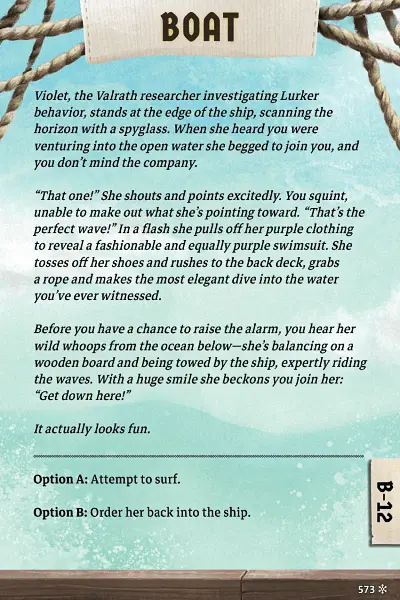 BOAT
Violet, the Valrath researcher investigating Lurker
behavior, stands at the edge of the ship, scanning the
horizon with a spyglass. When she heard you were
venturing into the open water she begged to join you, and
you don’t mind the company.
“That one!” She shouts and points excitedly. You squint,
unable to make out what she’s pointing toward. “That’s the
perfect wave!” In a flash she pulls off her purple clothing
to reveal a fashionable and equally purple swimsuit. She
tosses off her shoes and rushes to the back deck, grabs
a rope and makes the most elegant dive into the water
you’ve ever witnessed.
Before you have a chance to raise the alarm, you hear her
wild whoops from the ocean below—she’s balancing on a
wooden board and being towed by the ship, expertly riding
the waves. With a huge smile she beckons you join her:
“Get down here!”
It actually looks fun.
Option A: Attempt to surf.
Option B: Order her back into the ship.
B-12
573